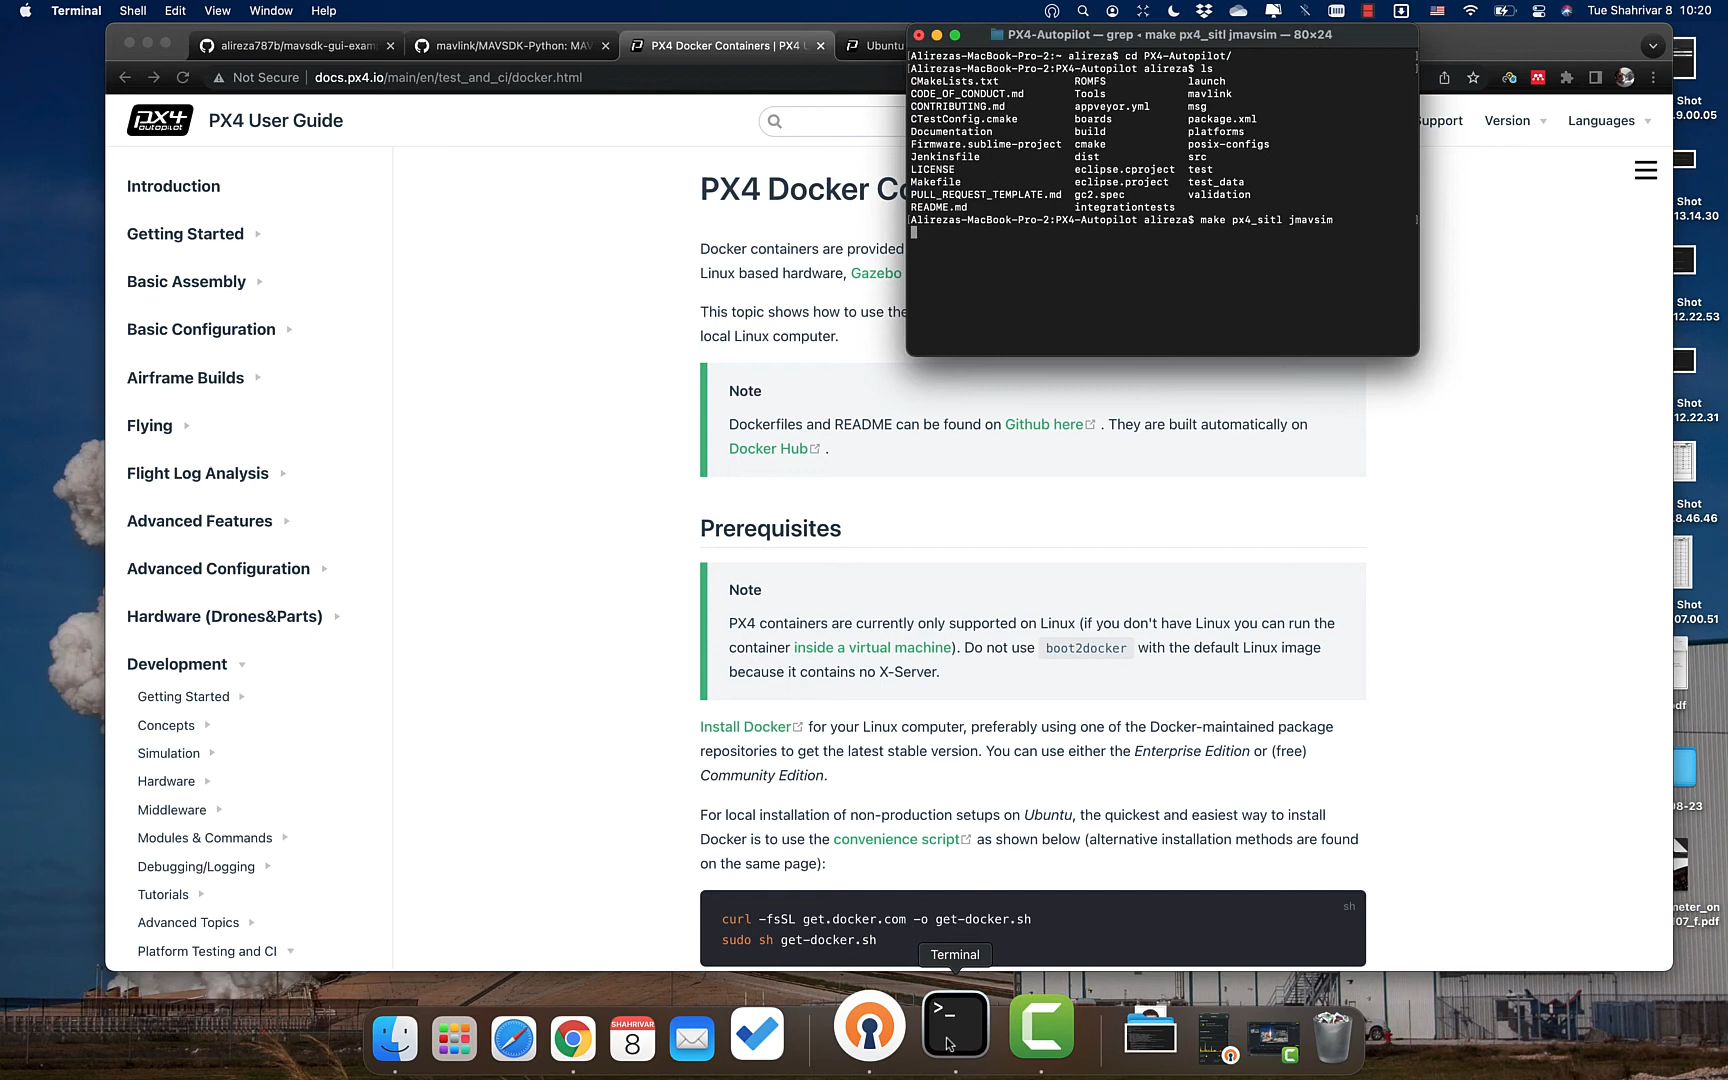 Terminal Shell Edit View Window Help
Tue Shahrivar 8 10:20
alireza787b/mavsdk-gui-exam
mavlink/MAVSDK-Python: MAV
PX4 Docker Containers | PX4 U
Ubuntu
Not Secure docs.px4.io/main/en/test_and_ci/docker.html
PX4-Autopilot — grep ◂ make px4_sitl jmavsim — 80×24
[Alirezas-MacBook-Pro-2:~ alireza$ cd PX4-Autopilot/ ]
[Alirezas-MacBook-Pro-2:PX4-Autopilot alireza$ ls ]
CMakeLists.txt ROMFS launch
CODE_OF_CONDUCT.md Tools mavlink
CONTRIBUTING.md appveyor.yml msg
CTestConfig.cmake boards package.xml
Documentation build platforms
Firmware.sublime-project cmake posix-configs
Jenkinsfile dist src
LICENSE eclipse.cproject test
Makefile eclipse.project test_data
PULL_REQUEST_TEMPLATE.md gc2.spec validation
README.md integrationtests
[Alirezas-MacBook-Pro-2:PX4-Autopilot alireza$ make px4_sitl jmavsim ]
px4
autopilot
PX4 User Guide
Support Version Languages
Introduction
Getting Started
Basic Assembly
Basic Configuration
Airframe Builds
Flying
Flight Log Analysis
Advanced Features
Advanced Configuration
Hardware (Drones&Parts)
Development
Getting Started
Concepts
Simulation
Hardware
Middleware
Modules & Commands
Debugging/Logging
Tutorials
Advanced Topics
Platform Testing and CI
PX4 Docker Co
Docker containers are provided
Linux based hardware, Gazebo
This topic shows how to use the
local Linux computer.
Note
Dockerfiles and README can be found on Github here . They are built automatically on
Docker Hub .
Prerequisites
Note
PX4 containers are currently only supported on Linux (if you don't have Linux you can run the
container inside a virtual machine). Do not use boot2docker with the default Linux image
because it contains no X-Server.
Install Docker for your Linux computer, preferably using one of the Docker-maintained package
repositories to get the latest stable version. You can use either the Enterprise Edition or (free)
Community Edition.
For local installation of non-production setups on Ubuntu, the quickest and easiest way to install
Docker is to use the convenience script as shown below (alternative installation methods are found
on the same page):
sh
curl -fsSL get.docker.com -o get-docker.sh
sudo sh get-docker.sh
Terminal
Shot
.9.00.05
Shot
13.14.30
Shot
12.22.53
Shot
12.22.31
Shot
.8.46.46
Shot
'07.00.51
df
08-23
neter_on
07_f.pdf
SHAHRIVAR
8
>_